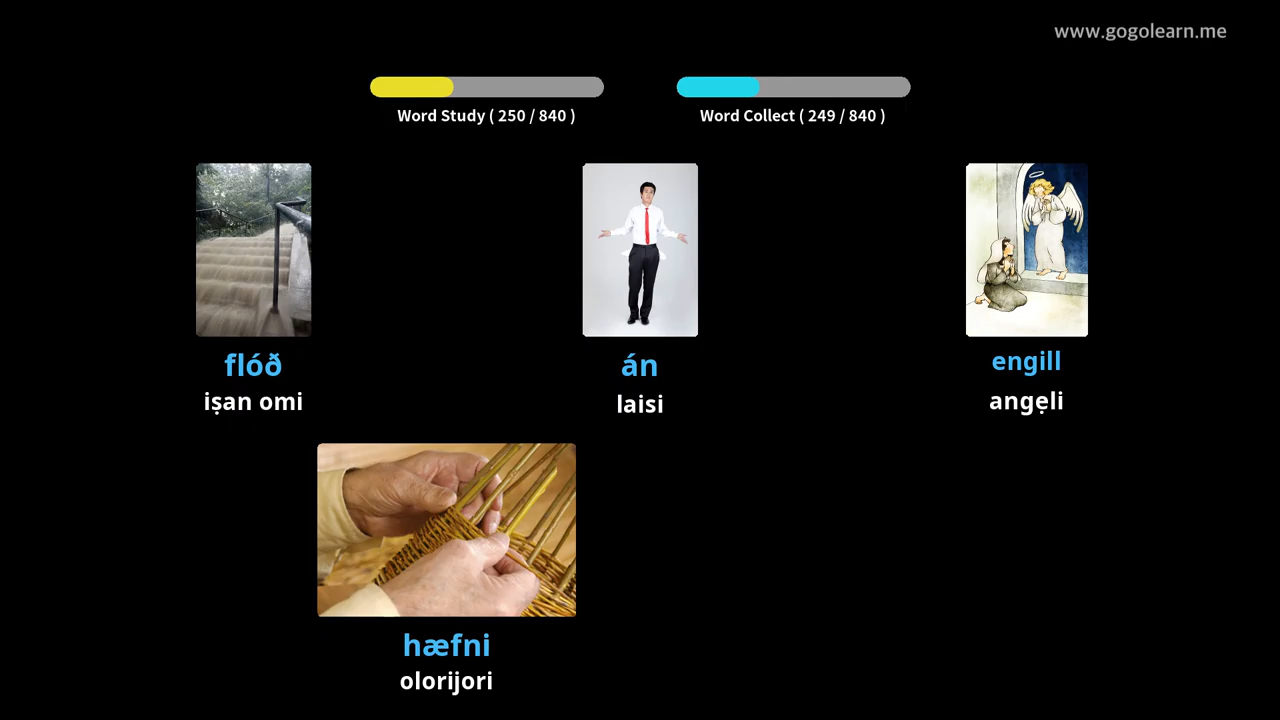 www.gogolearn.me
Word Study ( 250 / 840 )
Word Collect ( 249 / 840 )
flóð
iṣan omi
án
laisi
engill
angẹli
hæfni
olorijori